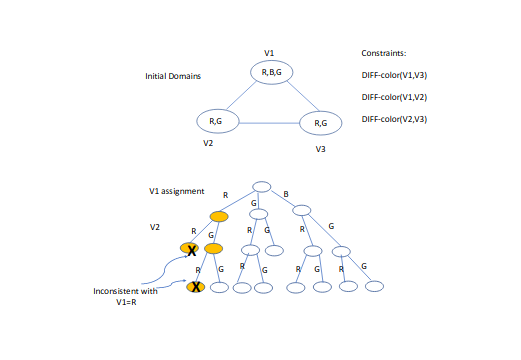 V1
Constraints:
R,B,G
Initial Domains
DIFF-color(V1,V3)
DIFF-color(V1,V2)
R,G
R,G
DIFF-color(V2,V3)
V2
V3
V1 assignment
R
G
B
V2
R
G
R
G
R
G
X
R
G
R
G
R
G
R
G
Inconsistent with
V1=R
X